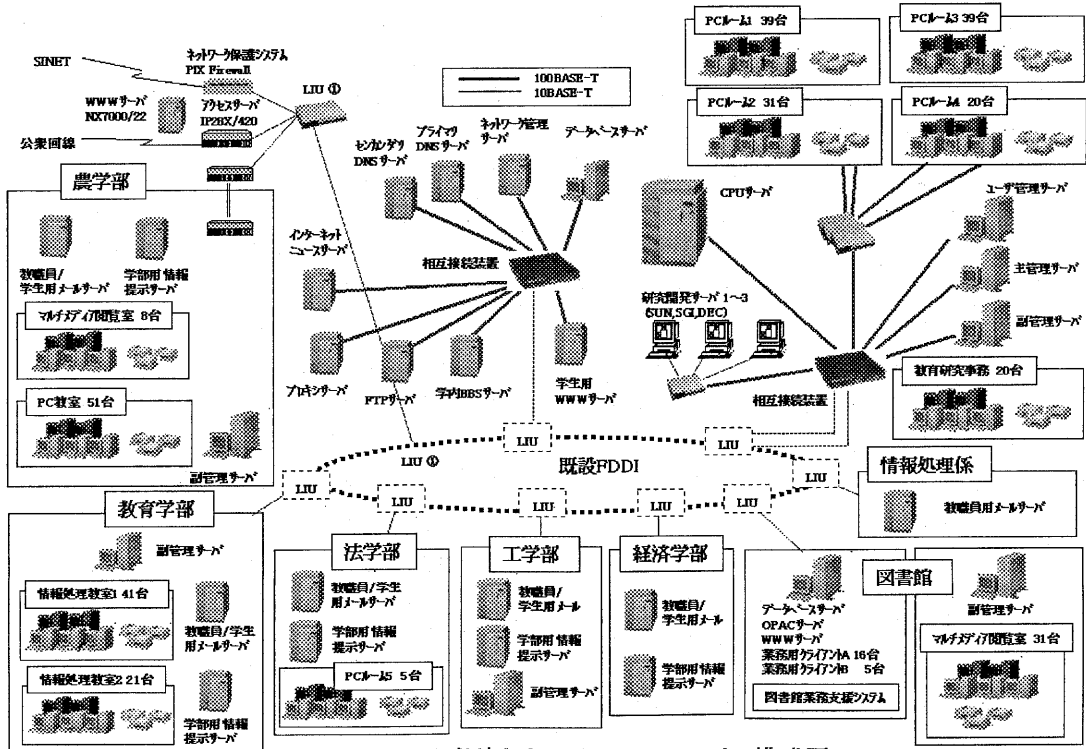 SINET
ネットワーク保護システム
PIX Firewall
LIU ①
WWWサーバ
NX7000/22
アクセスサーバ
IP28X/420
公衆回線
100BASE-T
10BASE-T
PCルーム1 39台
PCルーム3 39台
PCルーム2 31台
PCルーム4 20台
センカンダリ
DNSサーバ
プライマリ
DNSサーバ
ネットワーク管理
サーバ
データベースサーバ
CPUサーバ
ユーザ管理サーバ
主管理サーバ
副管理サーバ
インターネット
ニュースサーバ
相互接続装置
研究開発サーバ1~3
(SUN,SGI,DEC)
プロキシサーバ
FTPサーバ
学内BBSサーバ
学生用
WWWサーバ
相互接続装置
教育研究事務 20台
農学部
教職員/
学生用メールサーバ
学部用情報
提示サーバ
マルチメディア閲覧室 8台
PC教室 51台
副管理サーバ
LIU ①
LIU
LIU
LIU
LIU
LIU
LIU
LIU
LIU
既設FDDI
情報処理係
教職員用メールサーバ
教育学部
副管理サーバ
情報処理教室1 41台
教職員/学生
用メールサーバ
情報処理教室2 21台
学部用情報
提示サーバ
法学部
教職員/学生
用メールサーバ
学部用情報
提示サーバ
PCルーム5 5台
工学部
教職員/
学生用メール
学部用情報
提示サーバ
副管理サーバ
経済学部
教職員/
学生用メール
学部用情報
提示サーバ
図書館
データベースサーバ
OPACサーバ
WWWサーバ
業務用クライアントA 16台
業務用クライアントB 5台
図書館業務支援システム
副管理サーバ
マルチメディア閲覧室 31台